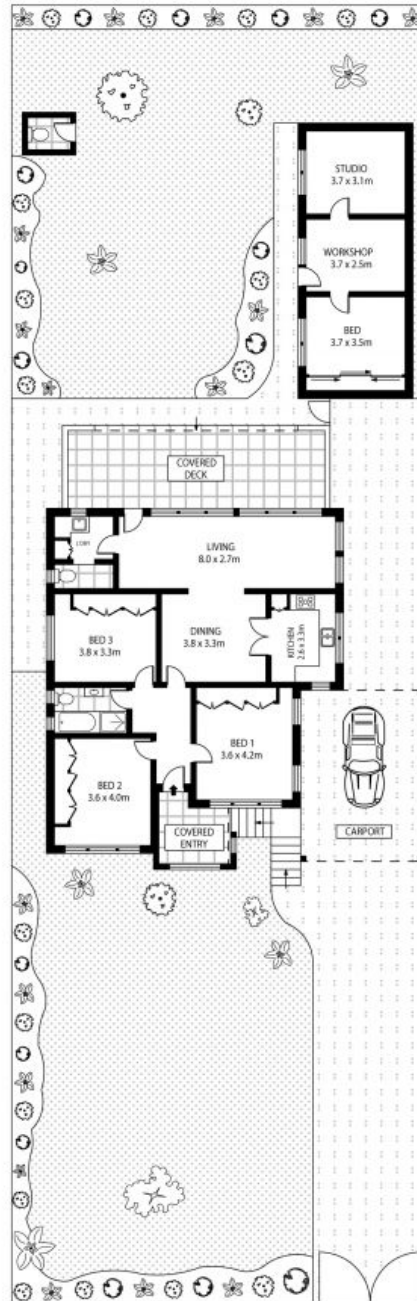 STUDIO
3.7 x 3.1m
WORKSHOP
3.7 x 2.5m
BED
3.7 x 3.5m
COVERED
DECK
L'DRY
LIVING
8.0 x 2.7m
BED 3
3.8 x 3.3m
DINING
3.8 x 3.3m
KITCHEN
2.6 x 3.3m
BED 1
3.6 x 4.2m
BED 2
3.6 x 4.0m
COVERED
ENTRY
CARPORT